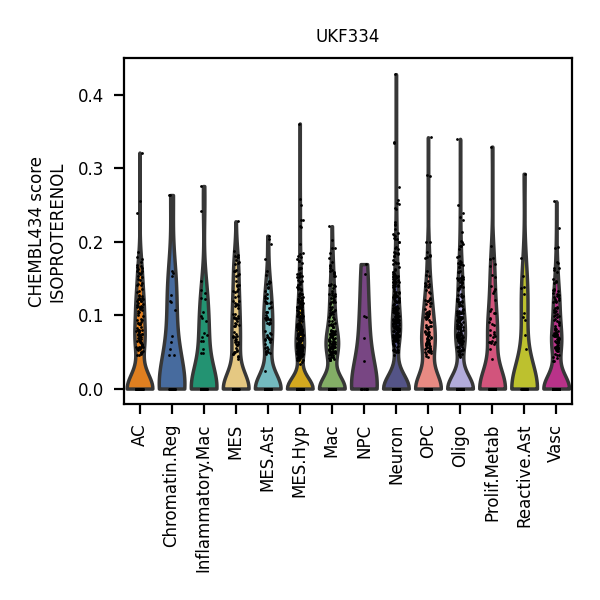 UKF334
CHEMBL434 score
ISOPROTERENOL
0.4
0.3
0.2
0.1
0.0
AC
Chromatin.Reg
Inflammatory.Mac
MES
MES.Ast
MES.Hyp
Mac
NPC
Neuron
OPC
Oligo
Prolif.Metab
Reactive.Ast
Vasc